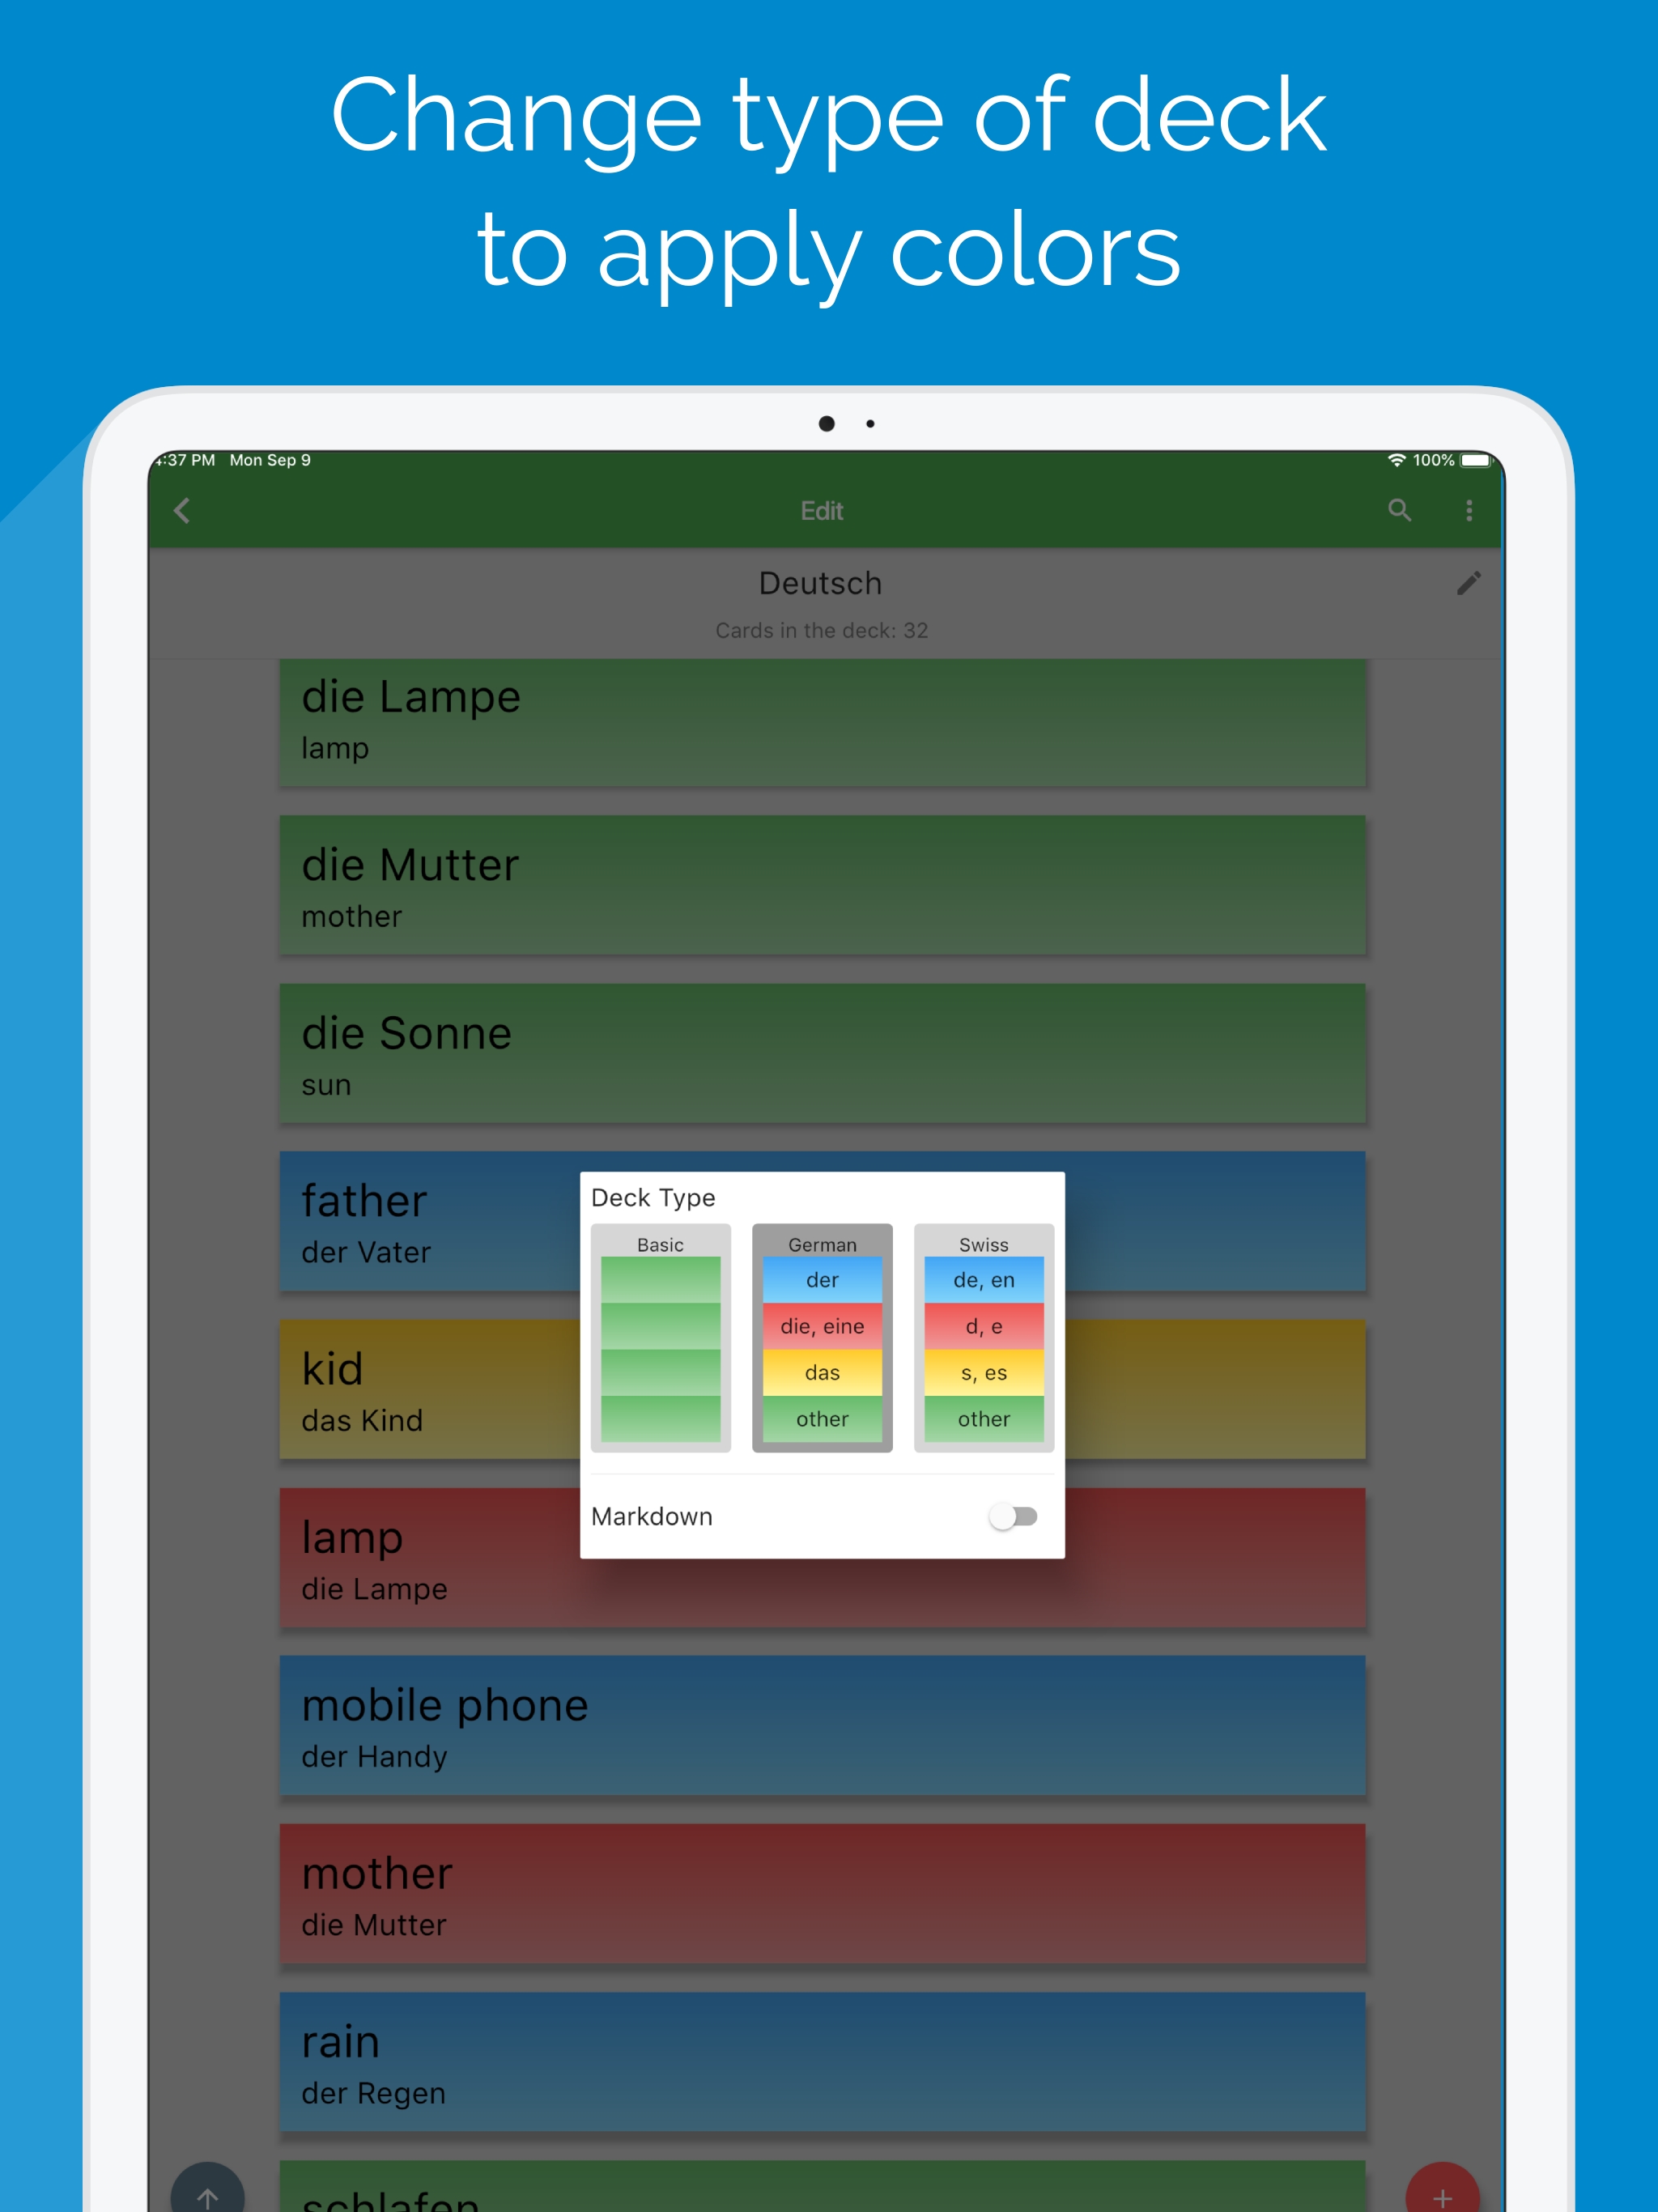 Change type of deck
to apply colors
4:37 PM Mon Sep 9 100%
Edit
Deutsch
Cards in the deck: 32
die Lampe
lamp
die Mutter
mother
die Sonne
sun
father
der Vater
kid
das Kind
lamp
die Lampe
mobile phone
der Handy
mother
die Mutter
rain
der Regen
schlafen
Deck Type
Basic
German
der
die, eine
das
other
Swiss
de, en
d, e
s, es
other
Markdown